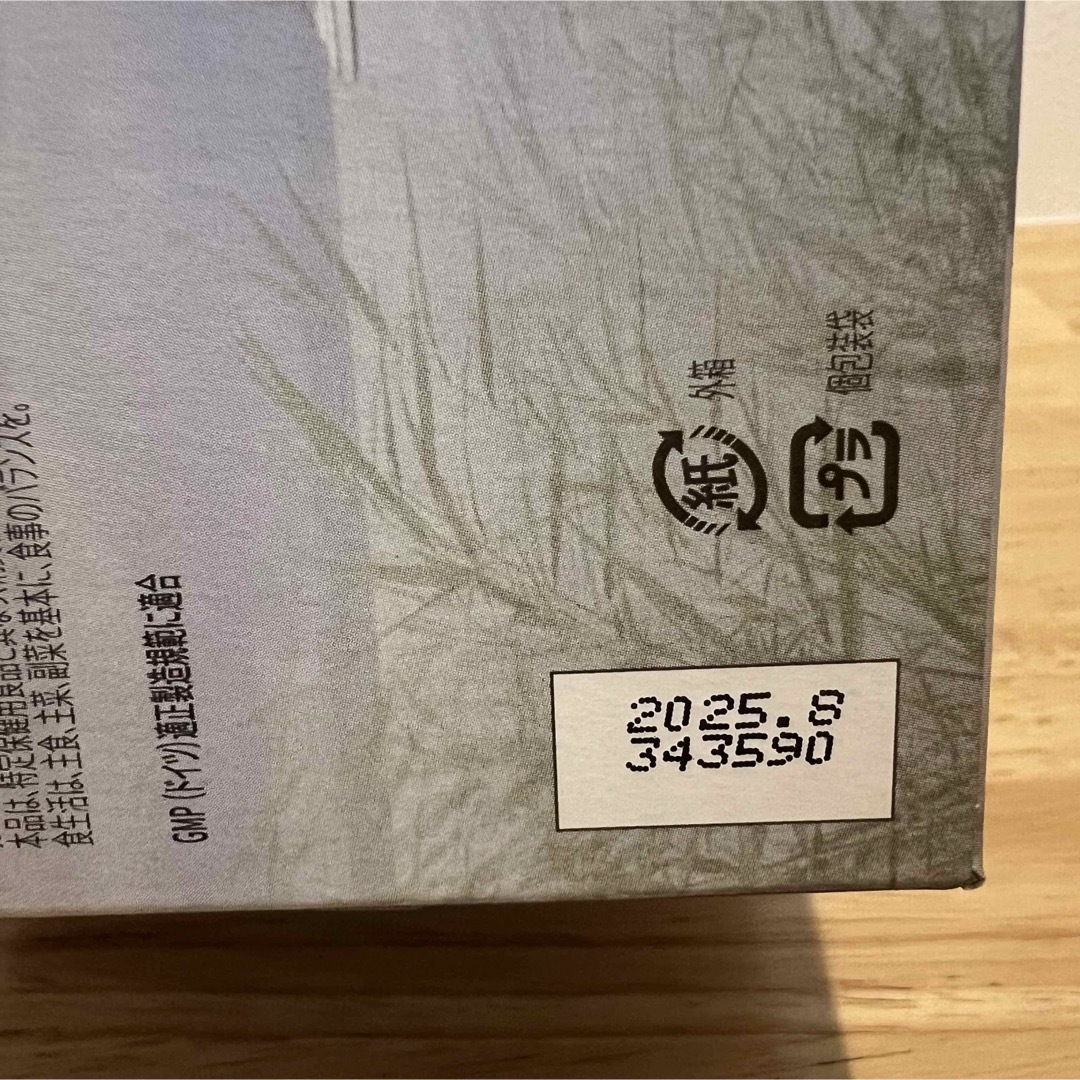 本品は、特定保健用食品と異なり
食生活は、主食、主菜、副菜を基本に、食事のバランスを。
GMP (ドイツ) 適正製造規範に適合
紙
外箱
プラ
個包装袋
2025.8
343590